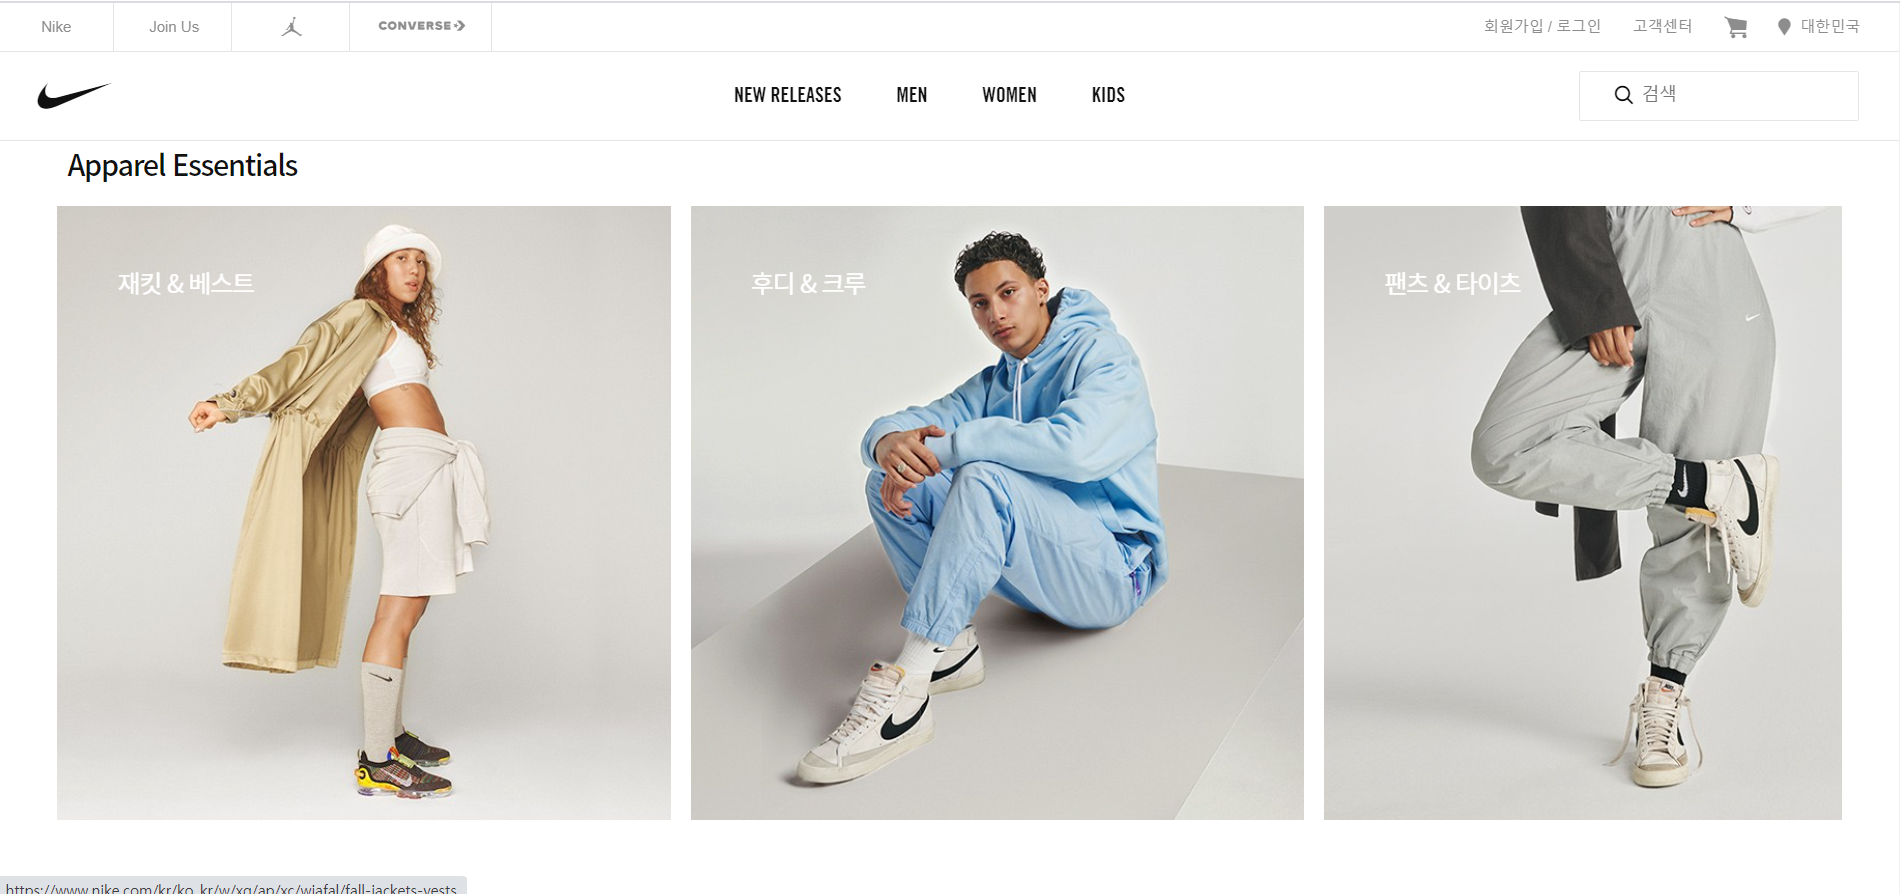 Nike
Join Us
CONVERSE
회원가입 / 로그인
고객센터
대한민국
NEW RELEASES
MEN
WOMEN
KIDS
검색
Apparel Essentials
재킷 & 베스트
후디 & 크루
팬츠 & 타이츠
https://www.nike.com/kr/ko_kr/w/xg/ap/xc/wjafal/fall-jackets-vests